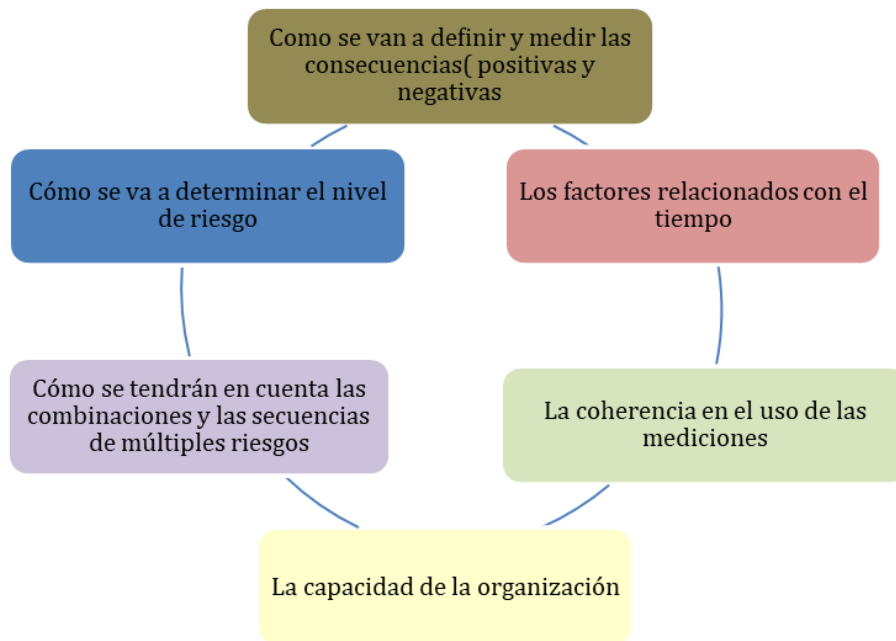 Como se van a definir y medir las
consecuencias( positivas y
negativas
Los factores relacionados con el
tiempo
La coherencia en el uso de las
mediciones
La capacidad de la organización
Cómo se tendrán en cuenta las
combinaciones y las secuencias
de múltiples riesgos
Cómo se va a determinar el nivel
de riesgo